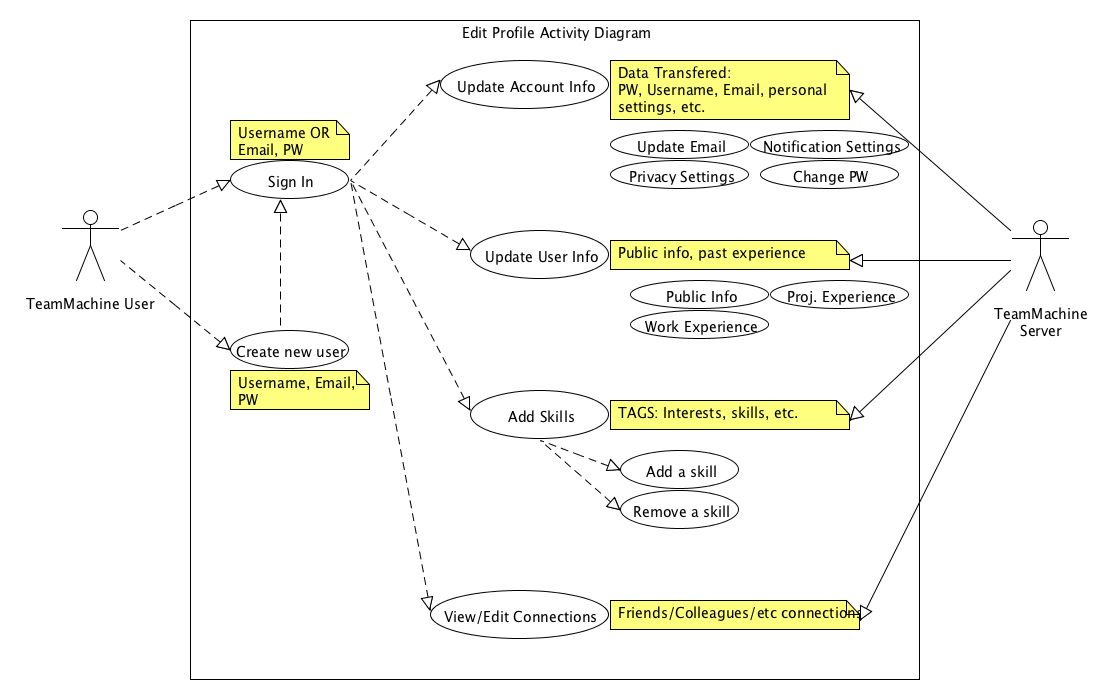 Edit Profile Activity Diagram
Update Account Info
Data Transfered:
PW, Username, Email, personal
settings, etc.
Username OR
Email, PW
Update Email
Notification Settings
Sign In
Privacy Settings
Change PW
Update User Info
Public info, past experience
TeamMachine User
Public Info
Proj. Experience
TeamMachine
Server
Work Experience
Create new user
Username, Email,
PW
Add Skills
TAGS: Interests, skills, etc.
Add a skill
Remove a skill
View/Edit Connections
Friends/Colleagues/etc connections